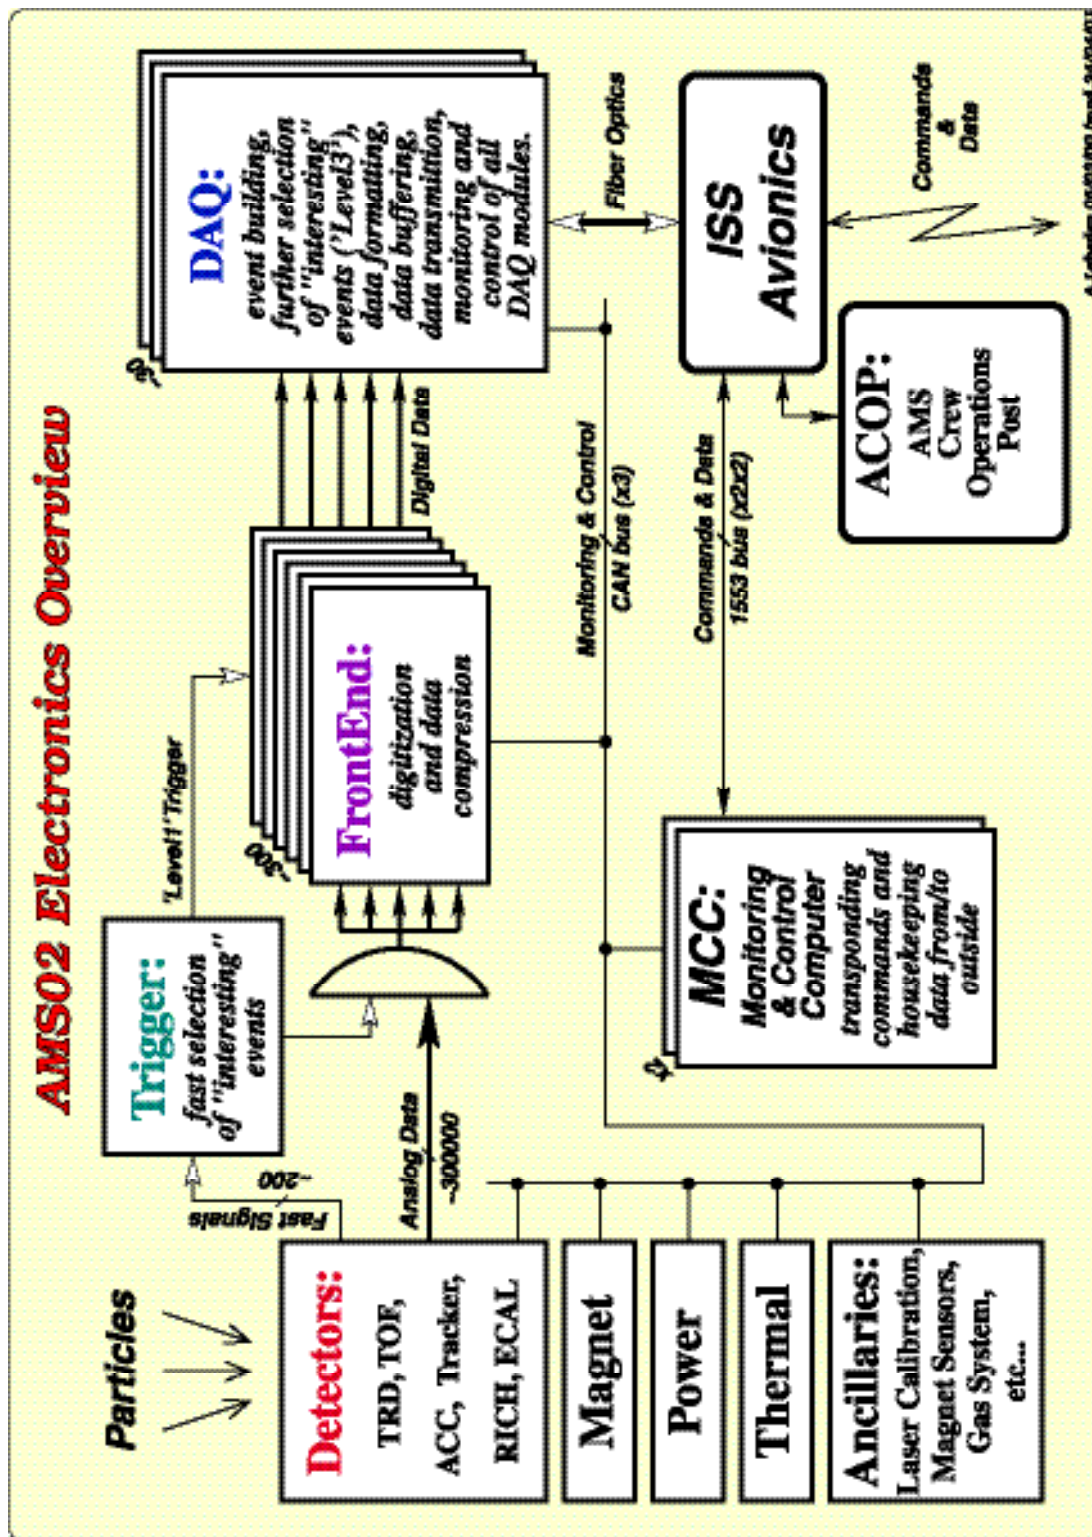 AMS02 Electronics Overview
Particles
Detectors:
TRD, TOF,
ACC, Tracker,
RICH, ECAL
Magnet
Power
Thermal
Ancillaries:
Laser Calibration,
Magnet Sensors,
Gas System,
etc...
Fast Signals
~200
Analog Data
~300000
Trigger:
fast selection
of "interesting"
events
'Level1' Trigger
~300
FrontEnd:
digitization
and data
compression
Digital Data
DAQ:
event building,
further selection
of "interesting"
events ('Level3'),
data formatting,
data buffering,
data transmittion,
monitoring and
control of all
DAQ modules.
Monitoring & Control
CAN bus (x3)
MCC:
Monitoring
& Control
Computer
transponding
commands and
housekeeping
data from/to
outside
x2
Commands & Data
1553 bus (x2x2)
Fiber Optics
ISS
Avionics
ACOP:
AMS
Crew
Operations
Post
Commands
&
Data